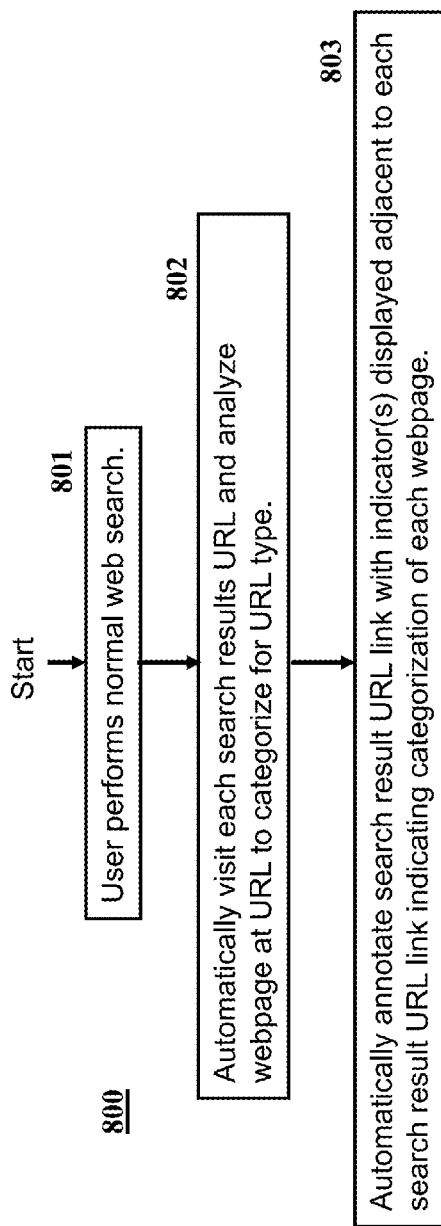 800
Start
801
User performs normal web search.
802
Automatically visit each search results URL and analyze
webpage at URL to categorize for URL type.
803
Automatically annotate search result URL link with indicator(s) displayed adjacent to each
search result URL link indicating categorization of each webpage.